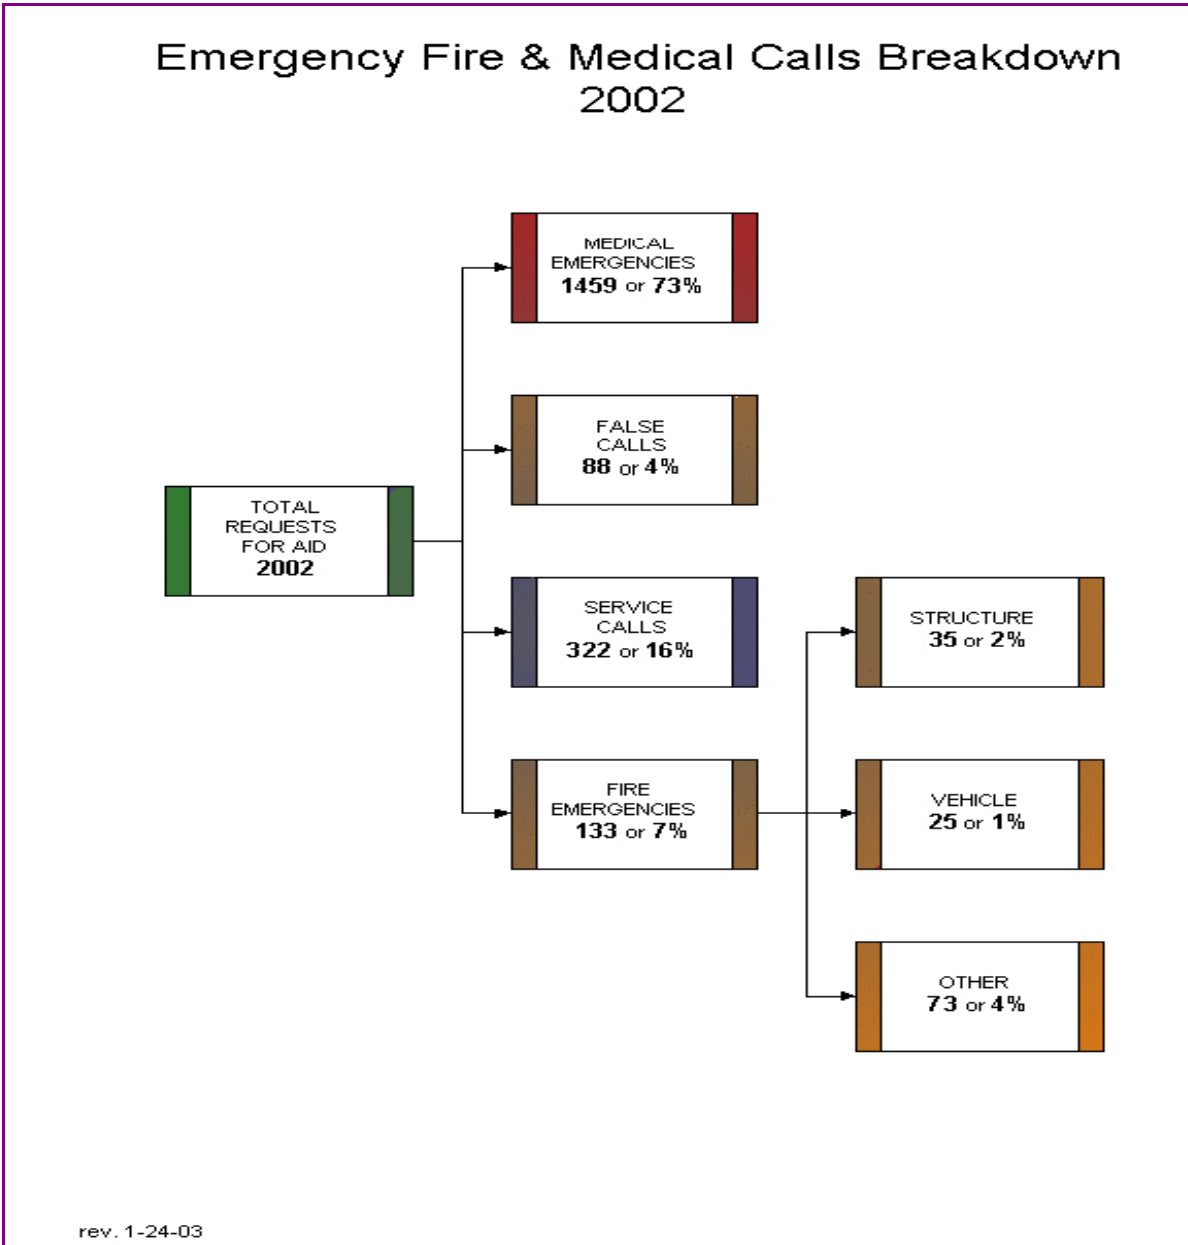 Emergency Fire & Medical Calls Breakdown
2002
MEDICAL
EMERGENCIES
1459 or 73%
FALSE
CALLS
88 or 4%
TOTAL
REQUESTS
FOR AID
2002
SERVICE
CALLS
322 or 16%
STRUCTURE
35 or 2%
FIRE
EMERGENCIES
133 or 7%
VEHICLE
25 or 1%
OTHER
73 or 4%
rev. 1-24-03